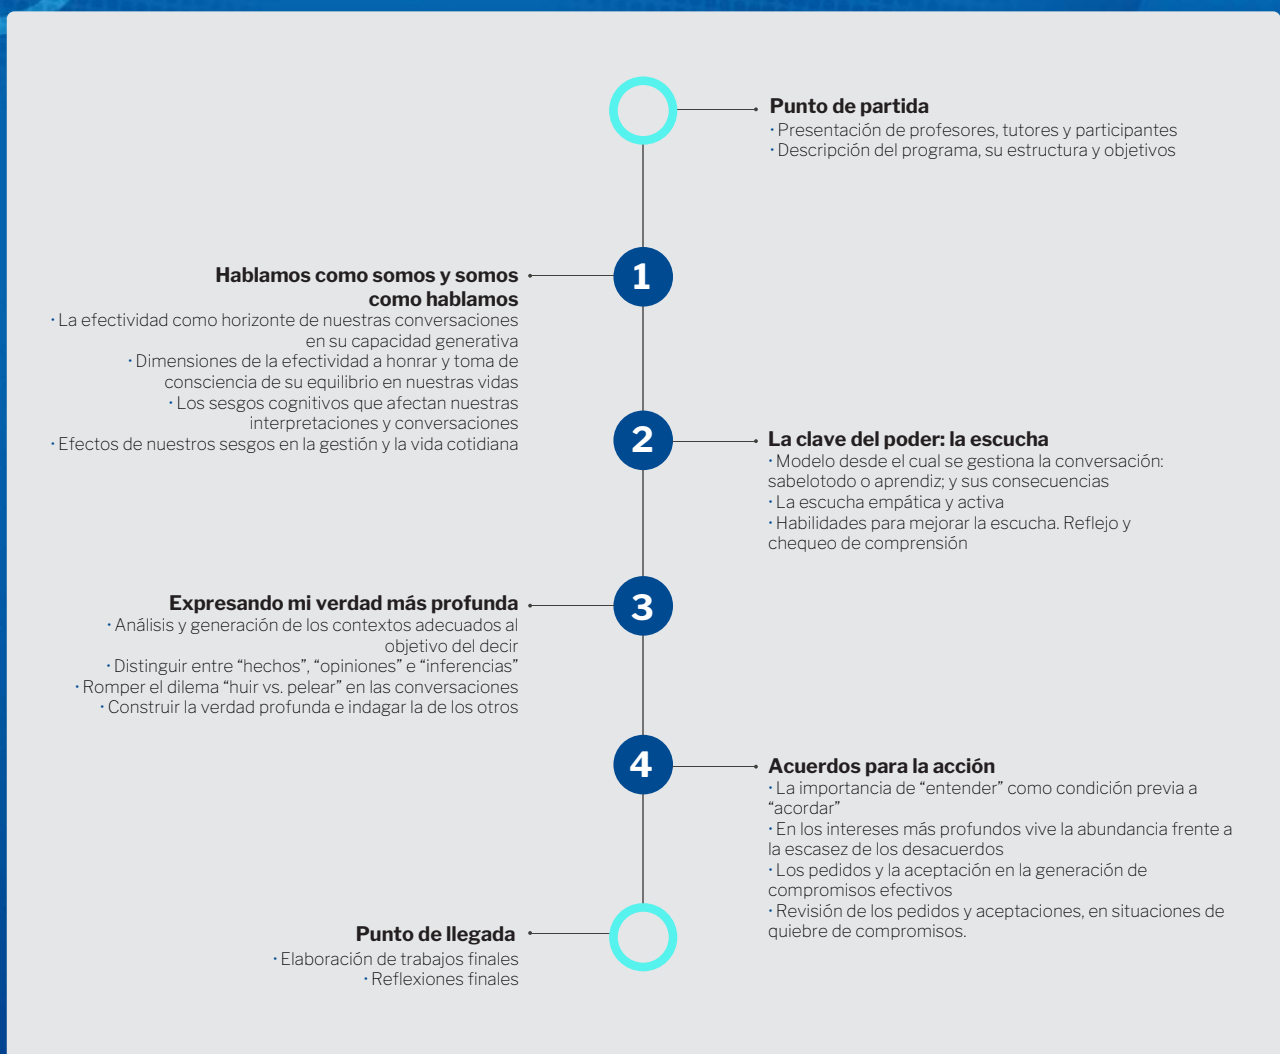 Punto de partida
· Presentación de profesores, tutores y participantes
· Descripción del programa, su estructura y objetivos
1
Hablamos como somos y somos
como hablamos
· La efectividad como horizonte de nuestras conversaciones
en su capacidad generativa
· Dimensiones de la efectividad a honrar y toma de
consciencia de su equilibrio en nuestras vidas
· Los sesgos cognitivos que afectan nuestras
interpretaciones y conversaciones
· Efectos de nuestros sesgos en la gestión y la vida cotidiana
2
La clave del poder: la escucha
· Modelo desde el cual se gestiona la conversación:
sabelotodo o aprendiz; y sus consecuencias
· La escucha empática y activa
· Habilidades para mejorar la escucha. Reflejo y
chequeo de comprensión
3
Expresando mi verdad más profunda
· Análisis y generación de los contextos adecuados al
objetivo del decir
· Distinguir entre “hechos”, “opiniones” e “inferencias”
· Romper el dilema “huir vs. pelear” en las conversaciones
· Construir la verdad profunda e indagar la de los otros
4
Acuerdos para la acción
· La importancia de “entender” como condición previa a
“acordar”
· En los intereses más profundos vive la abundancia frente a
la escasez de los desacuerdos
· Los pedidos y la aceptación en la generación de
compromisos efectivos
· Revisión de los pedidos y aceptaciones, en situaciones de
quiebre de compromisos.
Punto de llegada
· Elaboración de trabajos finales
· Reflexiones finales